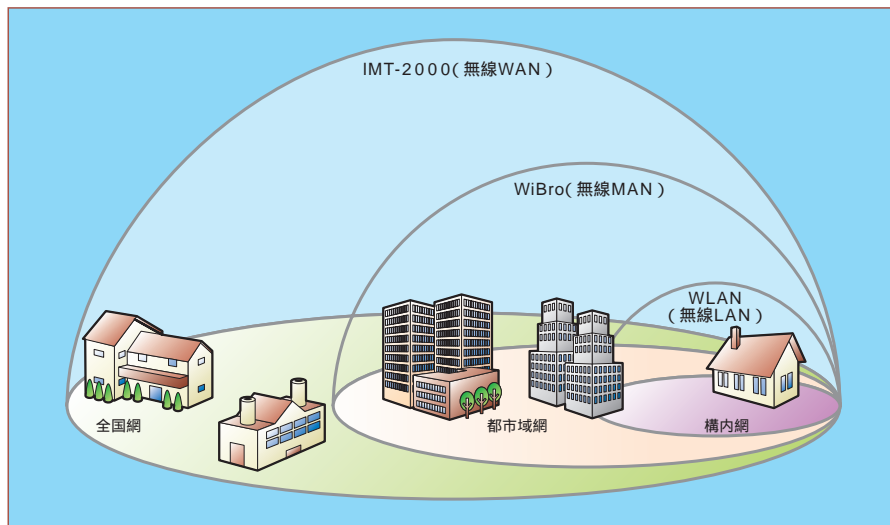 IMT-2000(無線WAN)
WiBro(無線MAN)
WLAN
(無線LAN)
全国網
都市域網
構内網